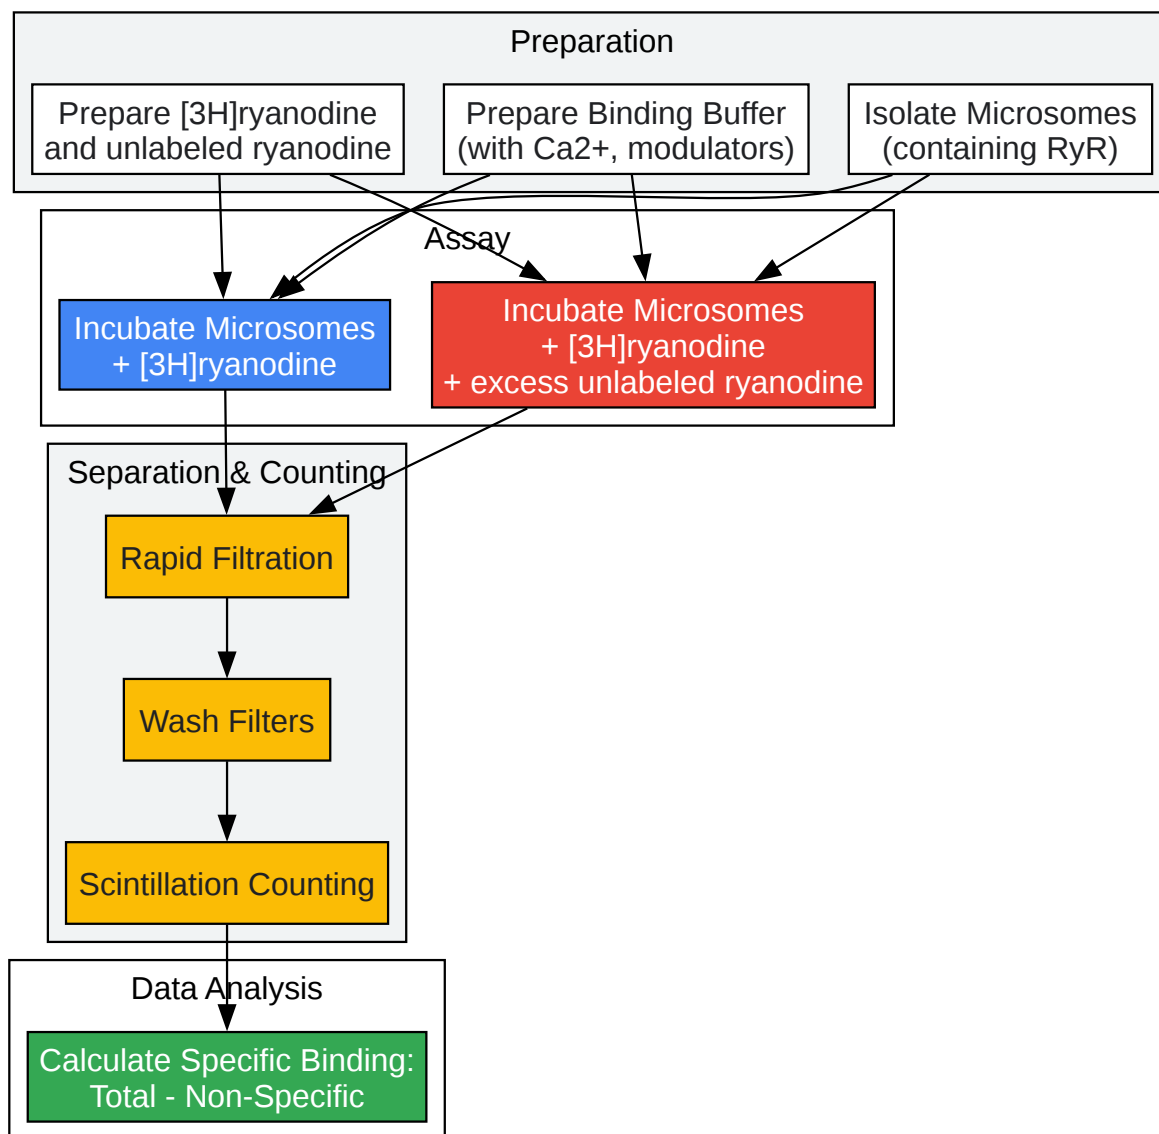 Preparation
Prepare [3H]ryanodine
and unlabeled ryanodine
Prepare Binding Buffer
(with Ca2+, modulators)
Isolate Microsomes
(containing RyR)
Assay
Incubate Microsomes
+ [3H]ryanodine
Incubate Microsomes
+ [3H]ryanodine
+ excess unlabeled ryanodine
Separation & Counting
Rapid Filtration
Wash Filters
Scintillation Counting
Data Analysis
Calculate Specific Binding:
Total - Non-Specific